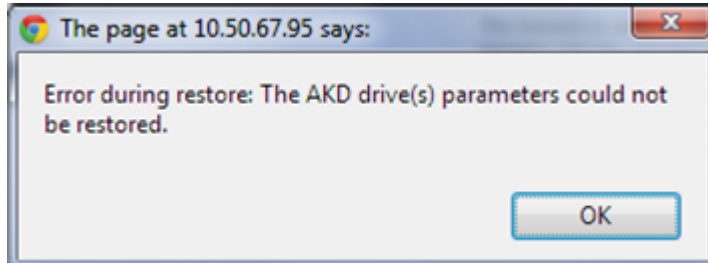 The page at 10.50.67.95 says:
Error during restore: The AKD drive(s) parameters could not
be restored.
OK